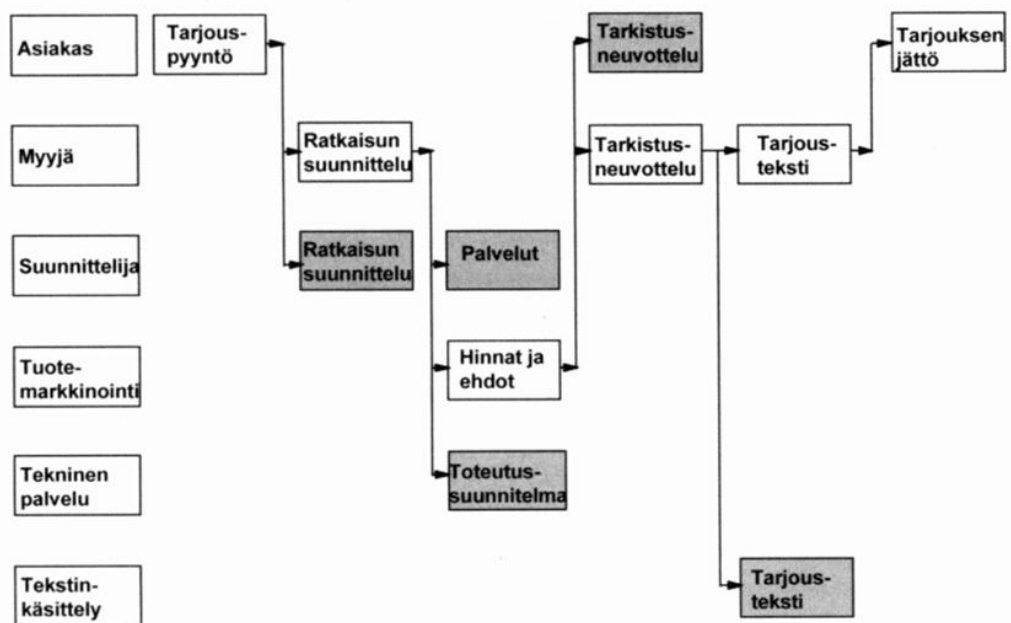 Asiakas
Tarjous-
pyyntö
Tarkistus-
neuvottelu
Tarjouksen
jättö
Myyjä
Ratkaisun
suunnittelu
Tarkistus-
neuvottelu
Tarjous-
teksti
Suunnittelija
Ratkaisun
suunnittelu
Palvelut
Tuote-
markkinointi
Hinnat ja
ehdot
Tekninen
palvelu
Toteutus-
suunnitelma
Tekstin-
käsittely
Tarjous-
teksti